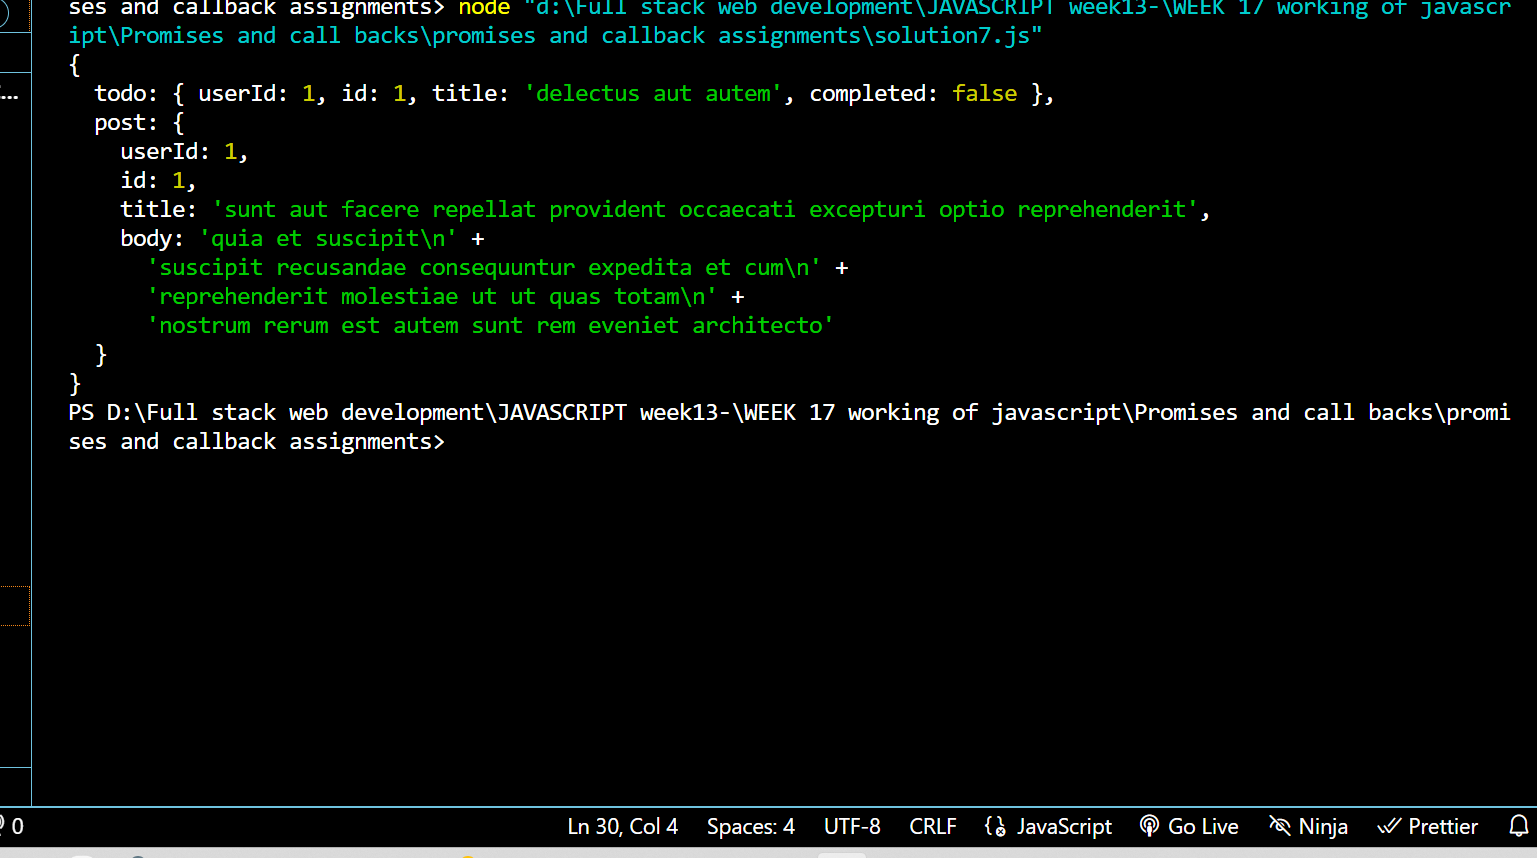 ses and callback assignments> node "d:\Full stack web development\JAVASCRIPT week13-\WEEK 17 working of javascr
ipt\Promises and call backs\promises and callback assignments\solution7.js"
{
  todo: { userId: 1, id: 1, title: 'delectus aut autem', completed: false },
  post: {
    userId: 1,
    id: 1,
    title: 'sunt aut facere repellat provident occaecati excepturi optio reprehenderit',
    body: 'quia et suscipit\n' +
      'suscipit recusandae consequuntur expedita et cum\n' +
      'reprehenderit molestiae ut ut quas totam\n' +
      'nostrum rerum est autem sunt rem eveniet architecto'
  }
}
PS D:\Full stack web development\JAVASCRIPT week13-\WEEK 17 working of javascript\Promises and call backs\promi
ses and callback assignments>
...
0 Ln 30, Col 4 Spaces: 4 UTF-8 CRLF JavaScript Go Live Ninja Prettier